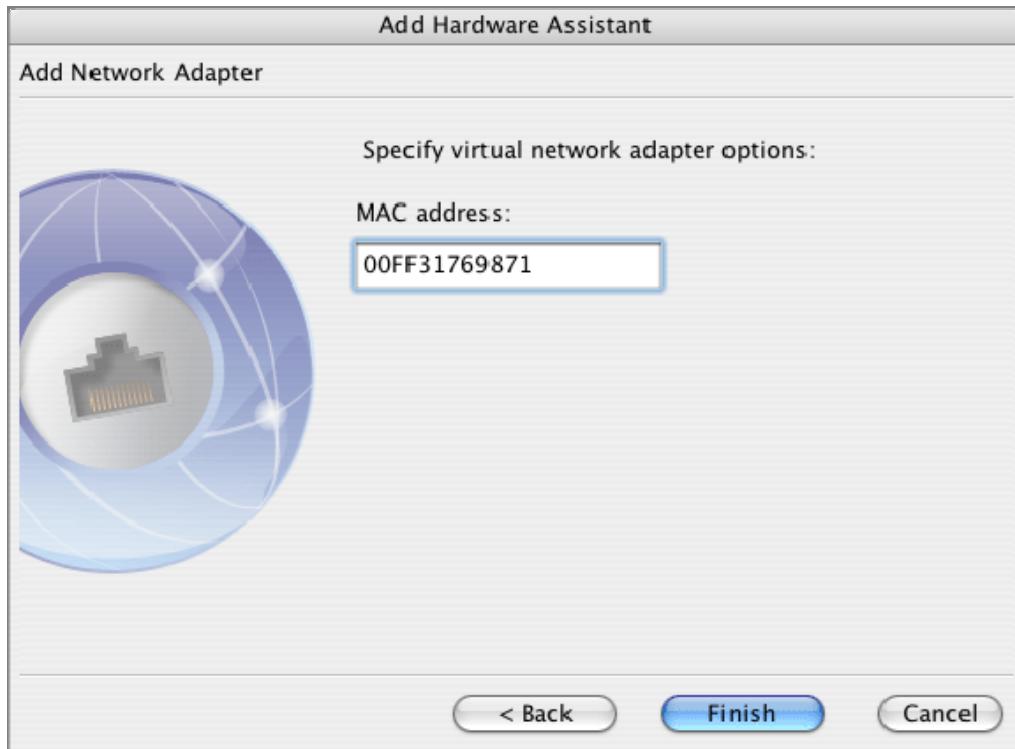 Add Hardware Assistant
Add Network Adapter
Specify virtual network adapter options:
MAC address:
00FF31769871
< Back
Finish
Cancel